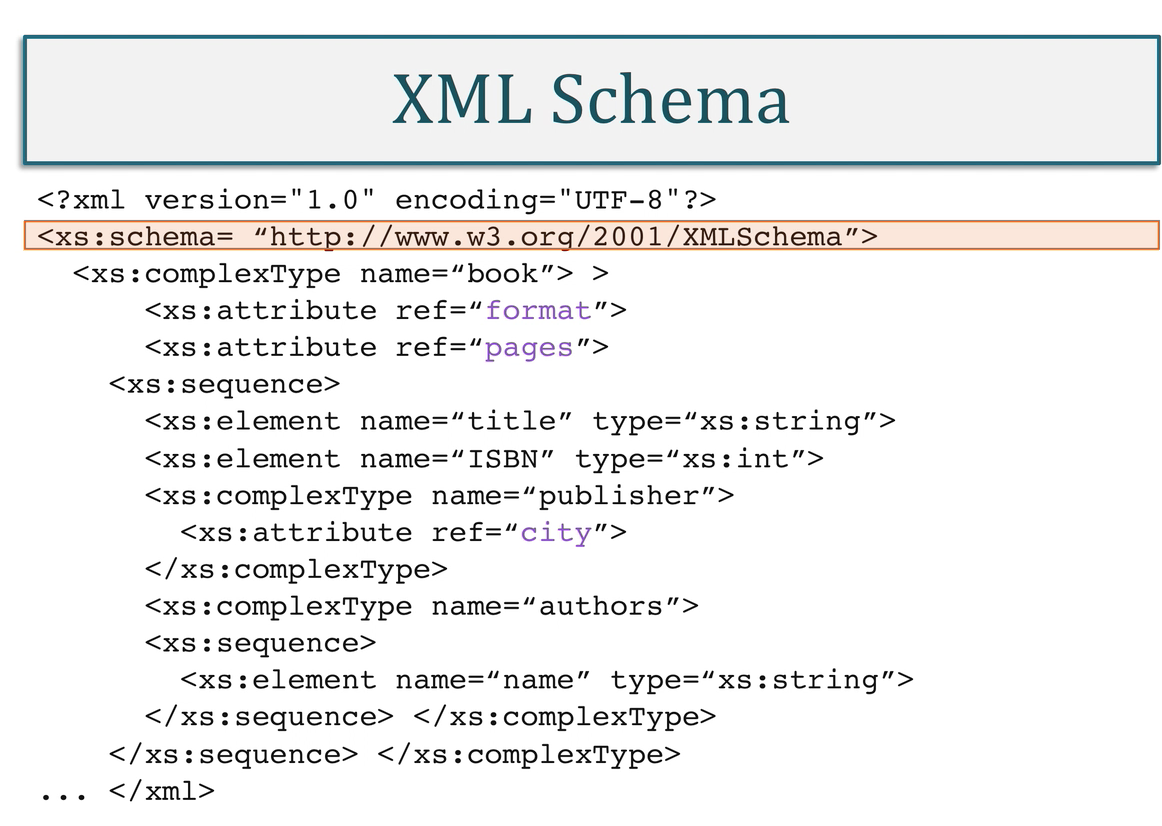 XML Schema
<?xml version="1.0" encoding="UTF-8"?>
<xs:schema= “http://www.w3.org/2001/XMLSchema”>
<xs:complexType name=“book”> >
<xs:attribute ref=“format”>
<xs:attribute ref=“pages”>
<xs:sequence>
<xs:element name=“title” type=“xs:string”>
<xs:element name=“ISBN” type=“xs:int”>
<xs:complexType name=“publisher”>
<xs:attribute ref=“city”>
</xs:complexType>
<xs:complexType name=“authors”>
<xs:sequence>
<xs:element name=“name” type=“xs:string”>
</xs:sequence> </xs:complexType>
</xs:sequence> </xs:complexType>
... </xml>